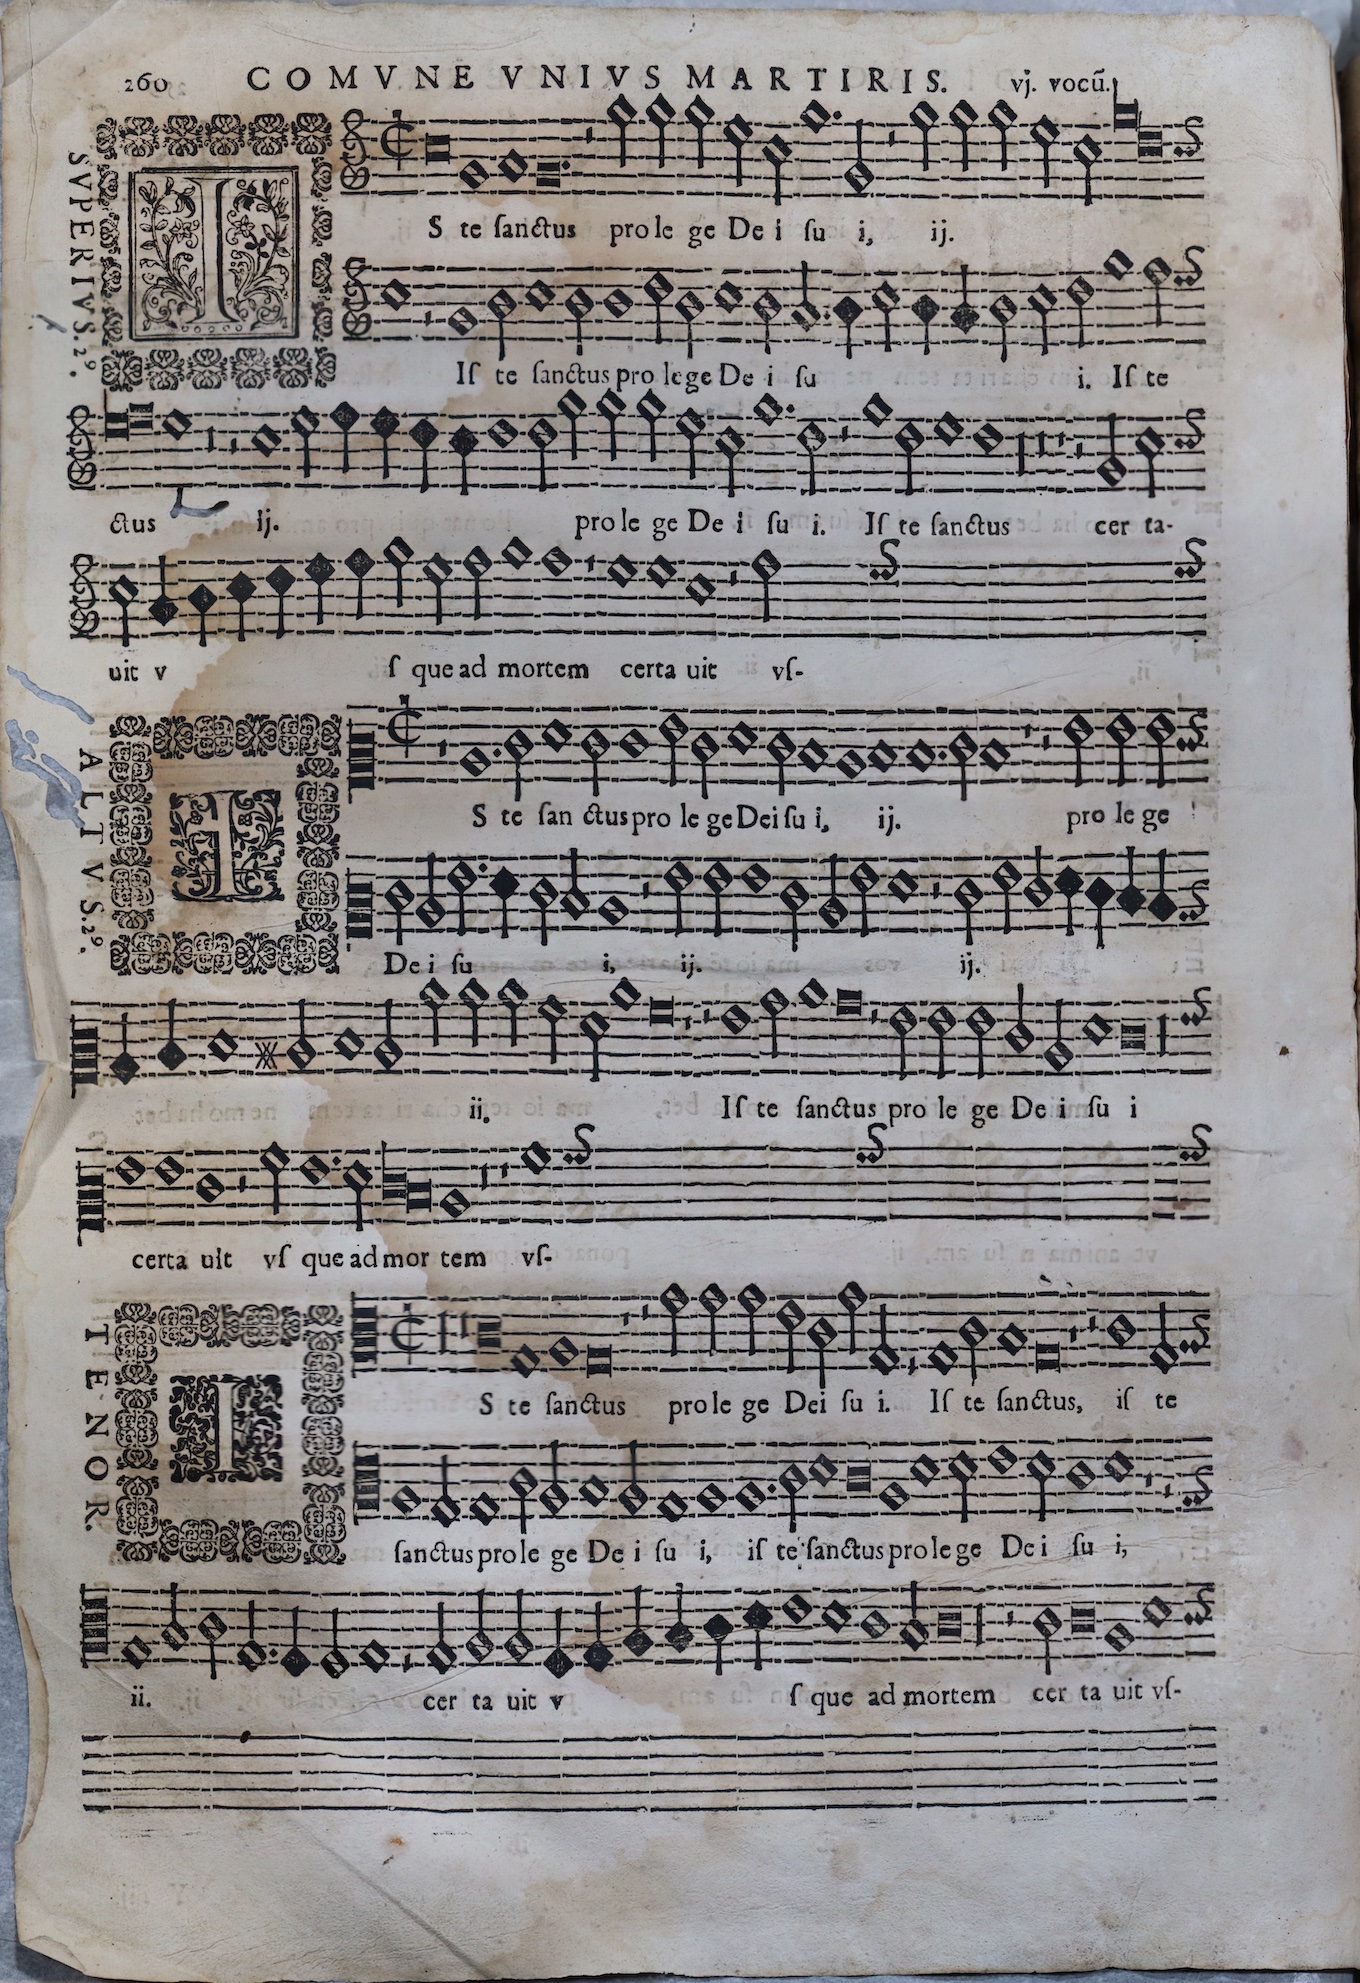 260 COMVNE VNIVS MARTIRIS. vj. vocū.
SVPERIVS. 29.
I
S te ſanctus pro le ge De i ſu i, ij.
Iſ te ſanctus pro le ge De i ſu i. Iſ te
ctus ij. pro le ge De i ſu i. Iſ te ſanctus cer ta-
uit v ſ que ad mortem certa uit vſ-
ALTVS. 29.
I
S te ſan ctus pro le ge Dei ſu i, ij. pro le ge
De i ſu i, ij. ij.
ii. Iſ te ſanctus pro le ge De i ſu i
certa uit vſ que ad mor tem vſ-
TENOR.
I
S te ſanctus pro le ge Dei ſu i. Iſ te ſanctus, iſ te
ſanctus pro le ge De i ſu i, iſ te ſanctus pro le ge De i ſu i,
ii. cer ta uit v ſ que ad mortem cer ta uit vſ-